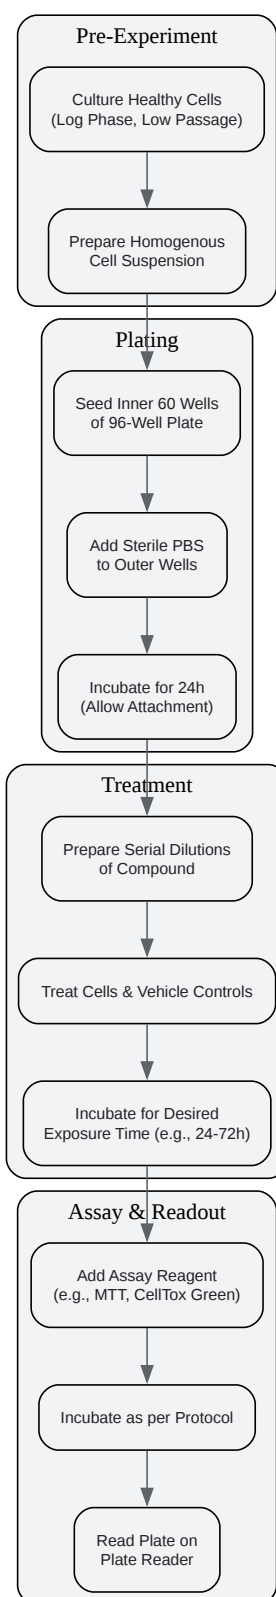 Pre-Experiment
Culture Healthy Cells
(Log Phase, Low Passage)
Prepare Homogenous
Cell Suspension
Plating
Seed Inner 60 Wells
of 96-Well Plate
Add Sterile PBS
to Outer Wells
Incubate for 24h
(Allow Attachment)
Treatment
Prepare Serial Dilutions
of Compound
Treat Cells & Vehicle Controls
Incubate for Desired
Exposure Time (e.g., 24-72h)
Assay & Readout
Add Assay Reagent
(e.g., MTT, CellTox Green)
Incubate as per Protocol
Read Plate on
Plate Reader